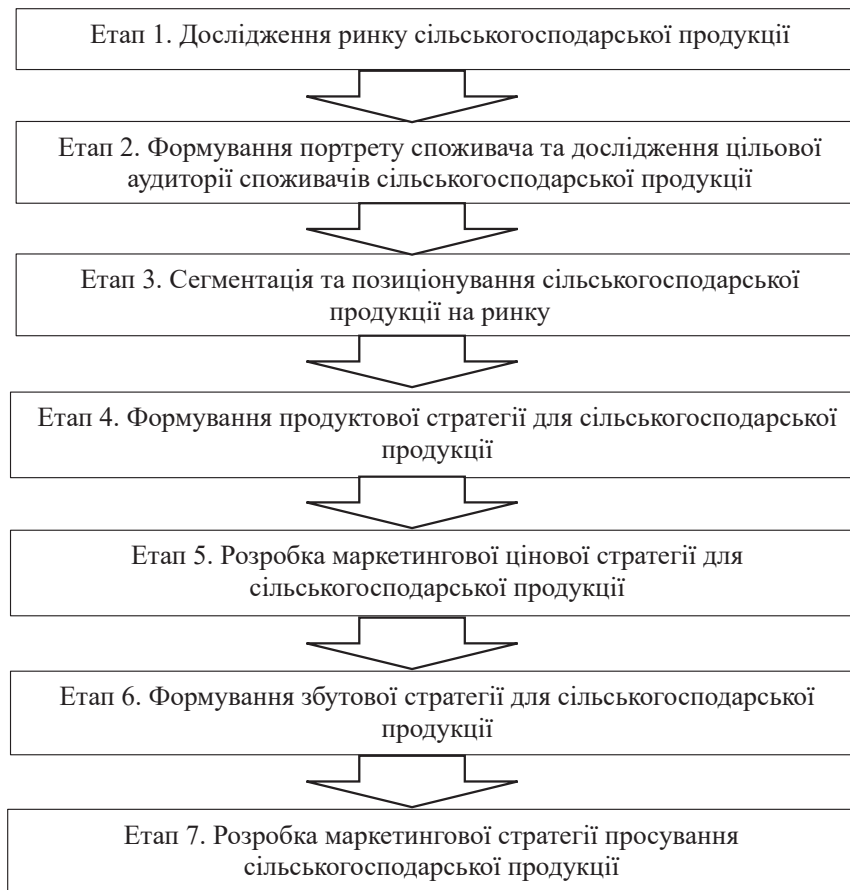 Етап 1. Дослідження ринку сільськогосподарської продукції
Етап 2. Формування портрету споживача та дослідження цільової
аудиторії споживачів сільськогосподарської продукції
Етап 3. Сегментація та позиціонування сільськогосподарської
продукції на ринку
Етап 4. Формування продуктової стратегії для сільськогосподарської
продукції
Етап 5. Розробка маркетингової цінової стратегії для
сільськогосподарської продукції
Етап 6. Формування збутової стратегії для сільськогосподарської
продукції
Етап 7. Розробка маркетингової стратегії просування
сільськогосподарської продукції